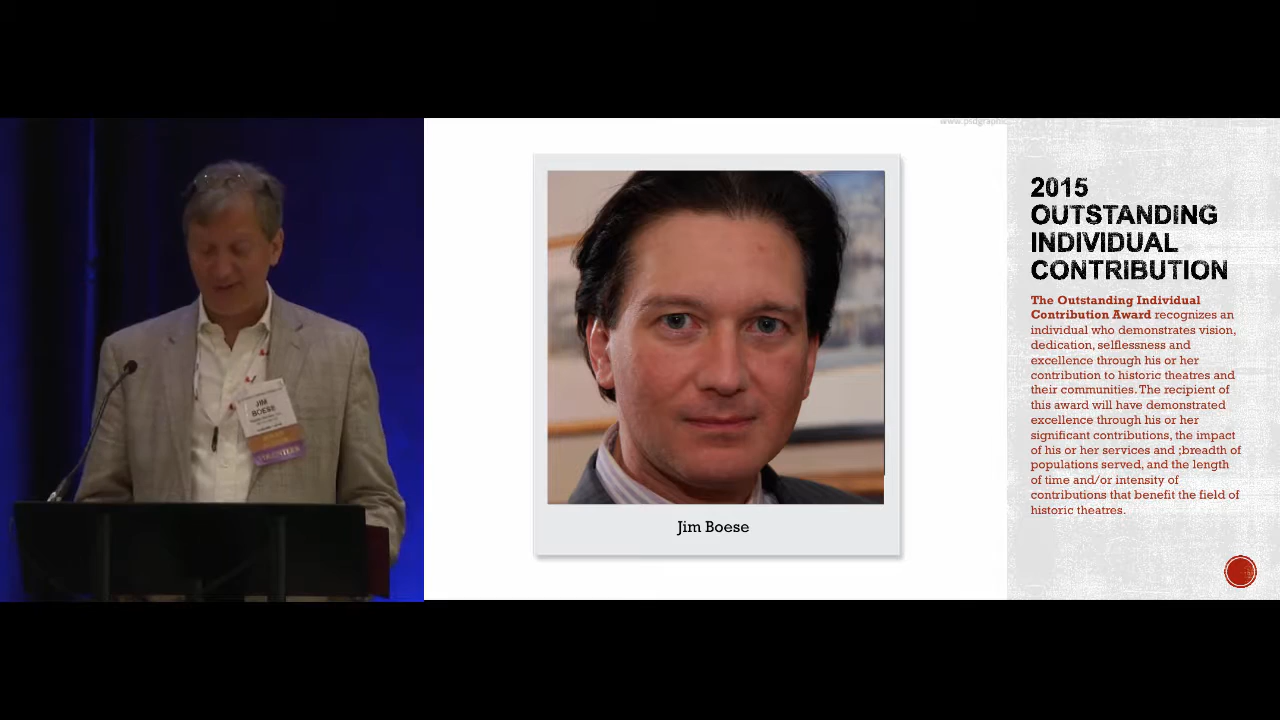 JIM
BOESE
www.psdgraph
Jim Boese
2015
OUTSTANDING
INDIVIDUAL
CONTRIBUTION
The Outstanding Individual
Contribution Award recognizes an
individual who demonstrates vision,
dedication, selflessness and
excellence through his or her
contribution to historic theatres and
their communities. The recipient of
this award will have demonstrated
excellence through his or her
significant contributions, the impact
of his or her services and ;breadth of
populations served, and the length
of time and/or intensity of
contributions that benefit the field of
historic theatres.